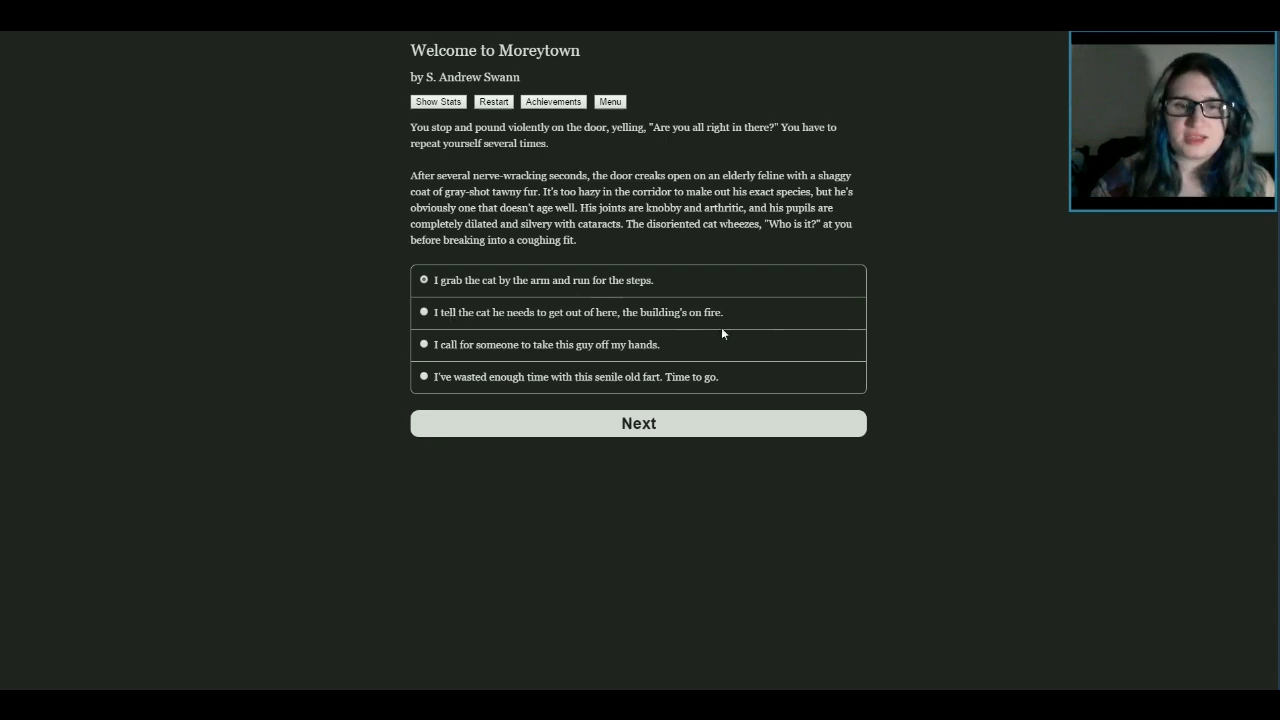 Welcome to Moreytown
by S. Andrew Swann
Show Stats Restart Achievements Menu
You stop and pound violently on the door, yelling, "Are you all right in there?" You have to
repeat yourself several times.
After several nerve-wracking seconds, the door creaks open on an elderly feline with a shaggy
coat of gray-shot tawny fur. It's too hazy in the corridor to make out his exact species, but he's
obviously one that doesn't age well. His joints are knobby and arthritic, and his pupils are
completely dilated and silvery with cataracts. The disoriented cat wheezes, "Who is it?" at you
before breaking into a coughing fit.
I grab the cat by the arm and run for the steps.
I tell the cat he needs to get out of here, the building's on fire.
I call for someone to take this guy off my hands.
I've wasted enough time with this senile old fart. Time to go.
Next